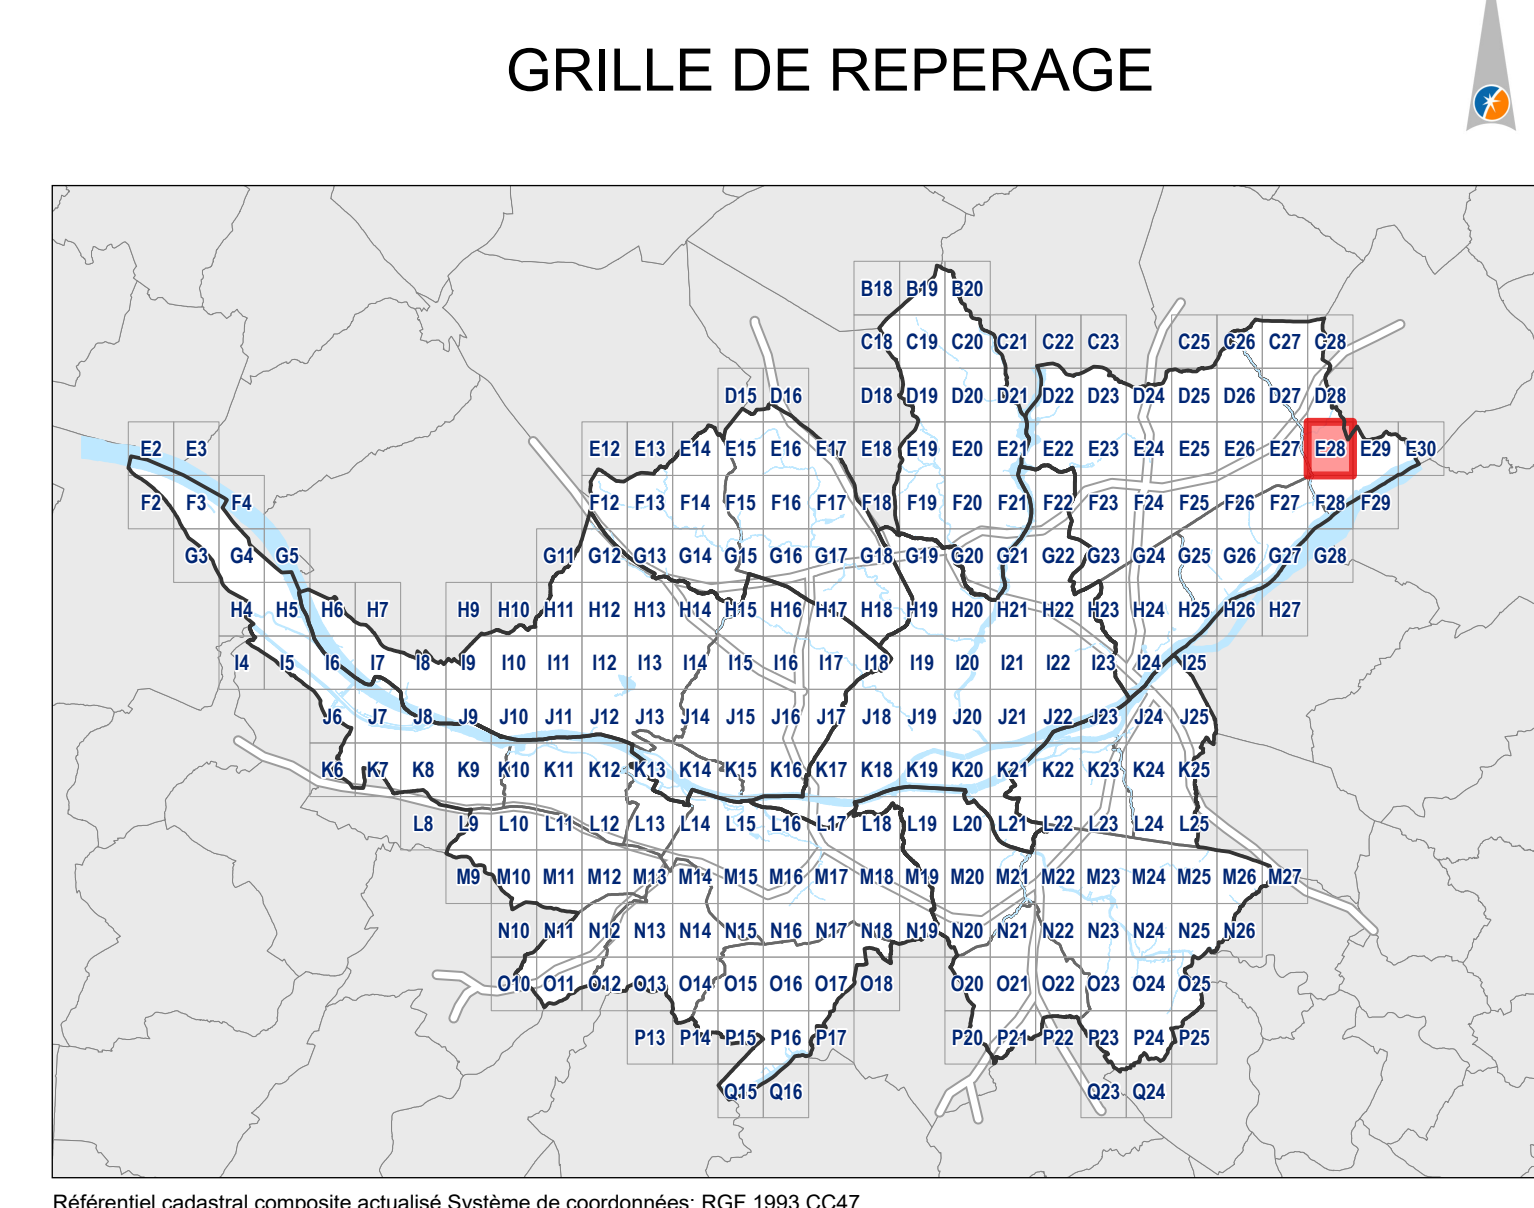 GRILLE DE REPERAGE
B18 B19 B20
C18 C19 C20 C21 C22 C23 C25 C26 C27 C28
D15 D16 D18 D19 D20 D21 D22 D23 D24 D25 D26 D27 D28
E2 E3 E12 E13 E14 E15 E16 E17 E18 E19 E20 E21 E22 E23 E24 E25 E26 E27 E28 E29 E30
F2 F3 F4 F12 F13 F14 F15 F16 F17 F18 F19 F20 F21 F22 F23 F24 F25 F26 F27 F28 F29
G3 G4 G5 G11 G12 G13 G14 G15 G16 G17 G18 G19 G20 G21 G22 G23 G24 G25 G26 G27 G28
H4 H5 H6 H7 H9 H10 H11 H12 H13 H14 H15 H16 H17 H18 H19 H20 H21 H22 H23 H24 H25 H26 H27
I4 I5 I6 I7 I8 I9 I10 I11 I12 I13 I14 I15 I16 I17 I18 I19 I20 I21 I22 I23 I24 I25
J6 J7 J8 J9 J10 J11 J12 J13 J14 J15 J16 J17 J18 J19 J20 J21 J22 J23 J24 J25
K6 K7 K8 K9 K10 K11 K12 K13 K14 K15 K16 K17 K18 K19 K20 K21 K22 K23 K24 K25
L8 L9 L10 L11 L12 L13 L14 L15 L16 L17 L18 L19 L20 L21 L22 L23 L24 L25
M9 M10 M11 M12 M13 M14 M15 M16 M17 M18 M19 M20 M21 M22 M23 M24 M25 M26 M27
N10 N11 N12 N13 N14 N15 N16 N17 N18 N19 N20 N21 N22 N23 N24 N25 N26
O10 O11 O12 O13 O14 O15 O16 O17 O18 O20 O21 O22 O23 O24 O25
P13 P14 P15 P16 P17 P20 P21 P22 P23 P24 P25
Q15 Q16 Q23 Q24
Référentiel cadastral composite actualisé Système de coordonnées: RGF 1993 CC47